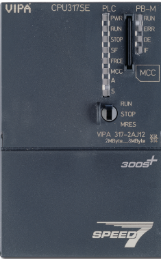 VIPA CPU317SE PLC PB-M
PWR RUN
RUN ERR
STOP DE
SF IF
FRCE
MCC MCC
A
S
RUN
STOP
MRES
VIPA 317-2AJ12
300S+
SPEED7